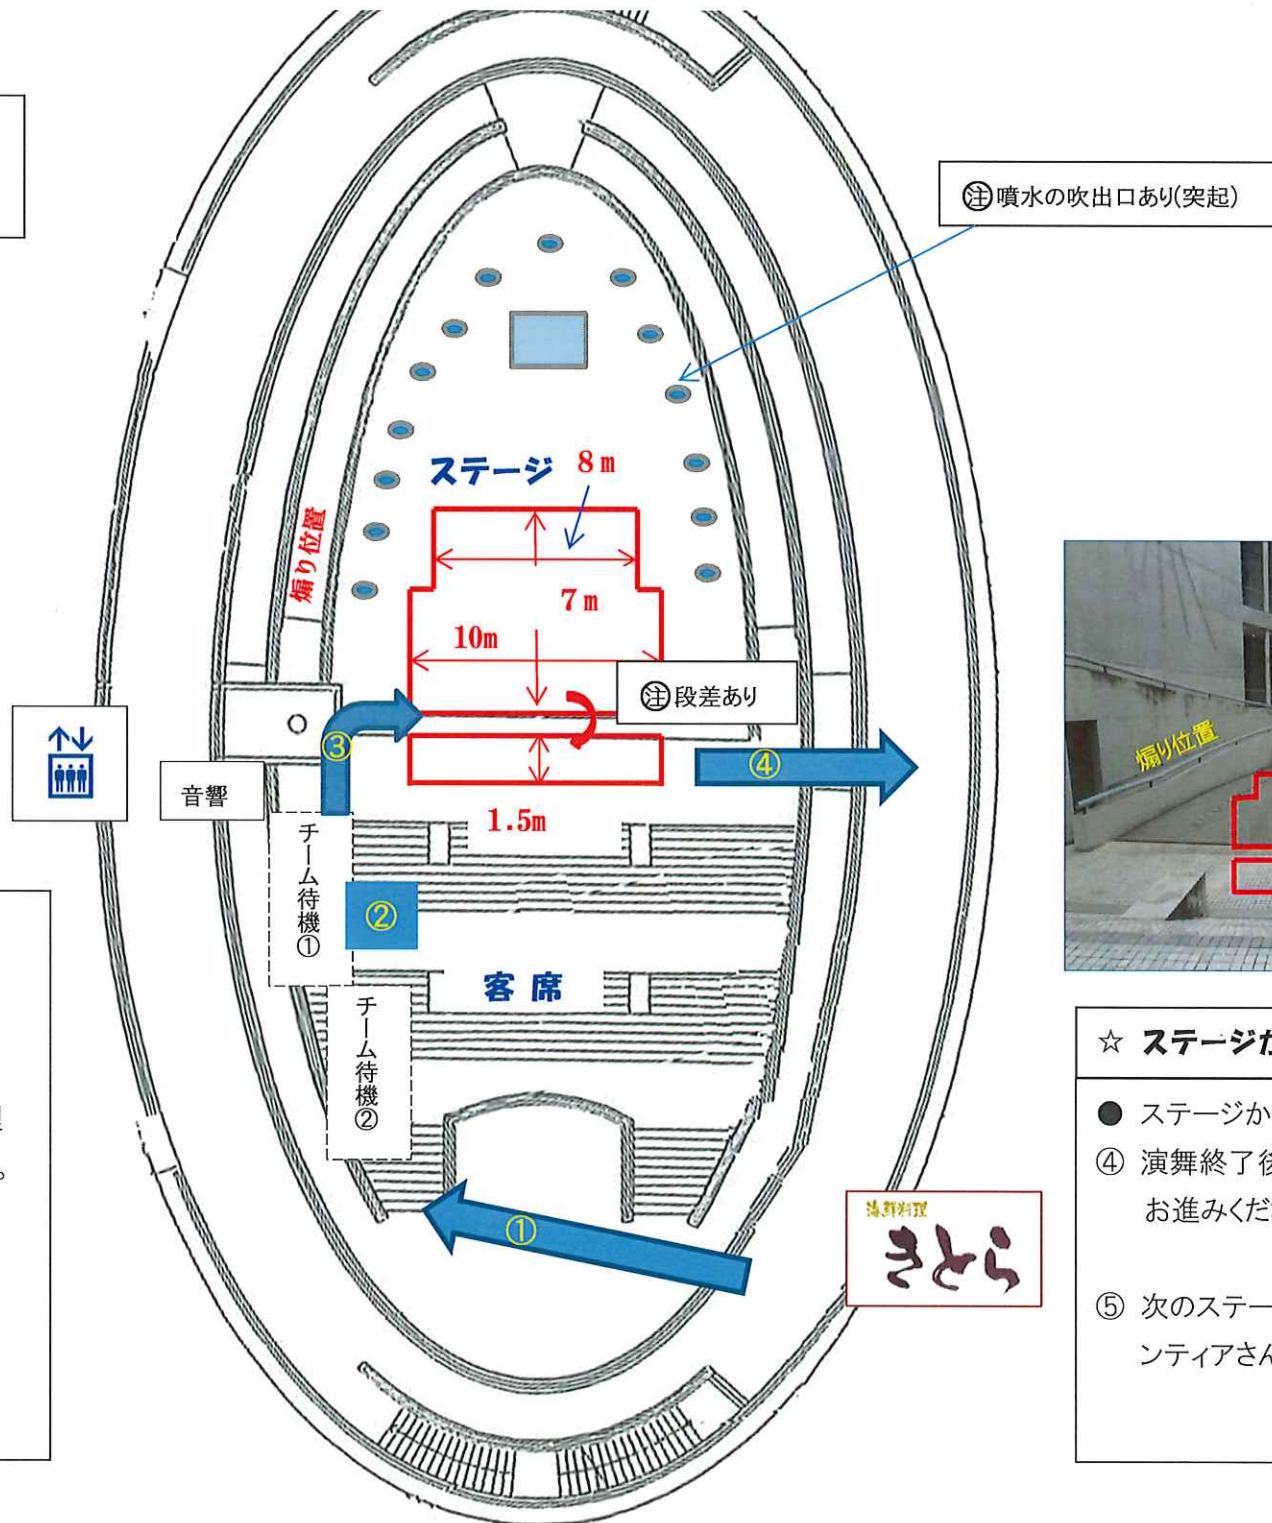 ㊟噴水の吹出口あり(突起)
ステージ
8m
煽り位置
7m
10m
㊟段差あり
③
④
音響
1.5m
チーム待機①
②
客席
チーム待機②
①
海鮮料理
きとら
煽り位置
☆ ステージか
● ステージか
④ 演舞終了後
お進みくだ
⑤ 次のステー
ンティアさん
。